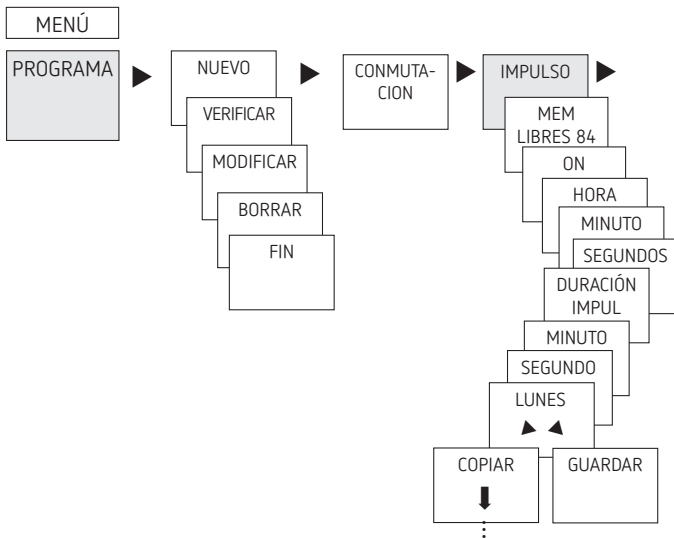 MENÚ
PROGRAMA
NUEVO
VERIFICAR
MODIFICAR
BORRAR
FIN
CONMUTA-
CION
IMPULSO
MEM
LIBRES 84
ON
HORA
MINUTO
SEGUNDOS
DURACIÓN
IMPUL
MINUTO
SEGUNDO
LUNES
COPIAR
GUARDAR